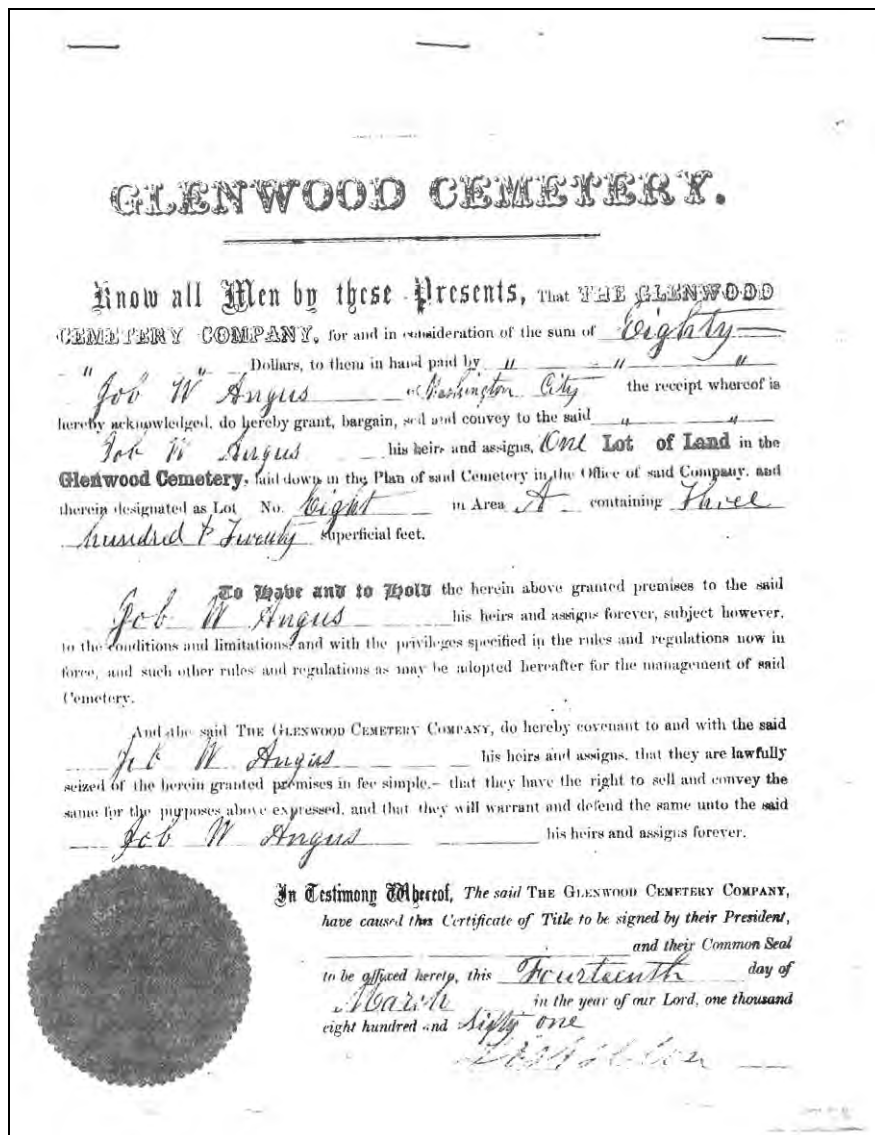 GLENWOOD CEMETERY.
Know all Men by these Presents, That THE GLENWOOD
CEMETERY COMPANY, for and in consideration of the sum of Eighty
" Dollars, to them in hand paid by " " "
Job W Angus of Washington City the receipt whereof is
hereby acknowledged, do hereby grant, bargain, sell and convey to the said " "
Job W Angus his heirs and assigns, One Lot of Land in the
Glenwood Cemetery, laid down in the Plan of said Cemetery in the Office of said Company, and
therein designated as Lot No. Eight in Area A containing Three
hundred & Twenty superficial feet.
To Have and to Hold the herein above granted premises to the said
Job W Angus his heirs and assigns forever, subject however,
to the conditions and limitations, and with the privileges specified in the rules and regulations now in
force, and such other rules and regulations as may be adopted hereafter for the management of said
Cemetery.
And the said THE GLENWOOD CEMETERY COMPANY, do hereby covenant to and with the said
Job W Angus his heirs and assigns, that they are lawfully
seized of the herein granted premises in fee simple,– that they have the right to sell and convey the
same for the purposes above expressed, and that they will warrant and defend the same unto the said
Job W Angus his heirs and assigns forever.
In Testimony Whereof, The said THE GLENWOOD CEMETERY COMPANY,
have caused this Certificate of Title to be signed by their President,
and their Common Seal
to be affixed hereto, this Fourteenth day of
March in the year of our Lord, one thousand
eight hundred and Sixty one